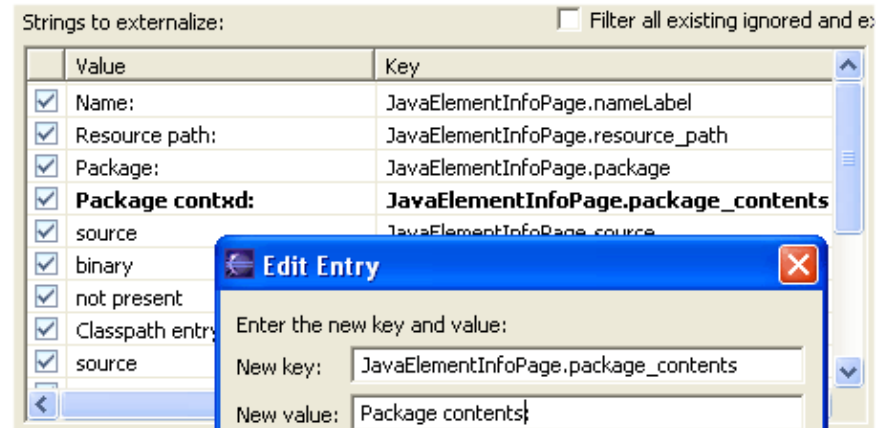 Strings to externalize: Filter all existing ignored and ex
Value Key
Name: JavaElementInfoPage.nameLabel
Resource path: JavaElementInfoPage.resource_path
Package: JavaElementInfoPage.package
Package contxd: JavaElementInfoPage.package_contents
source JavaElementInfoPage.source
binary
not present
Classpath entry
source
Edit Entry
Enter the new key and value:
New key: JavaElementInfoPage.package_contents
New value: Package contents: